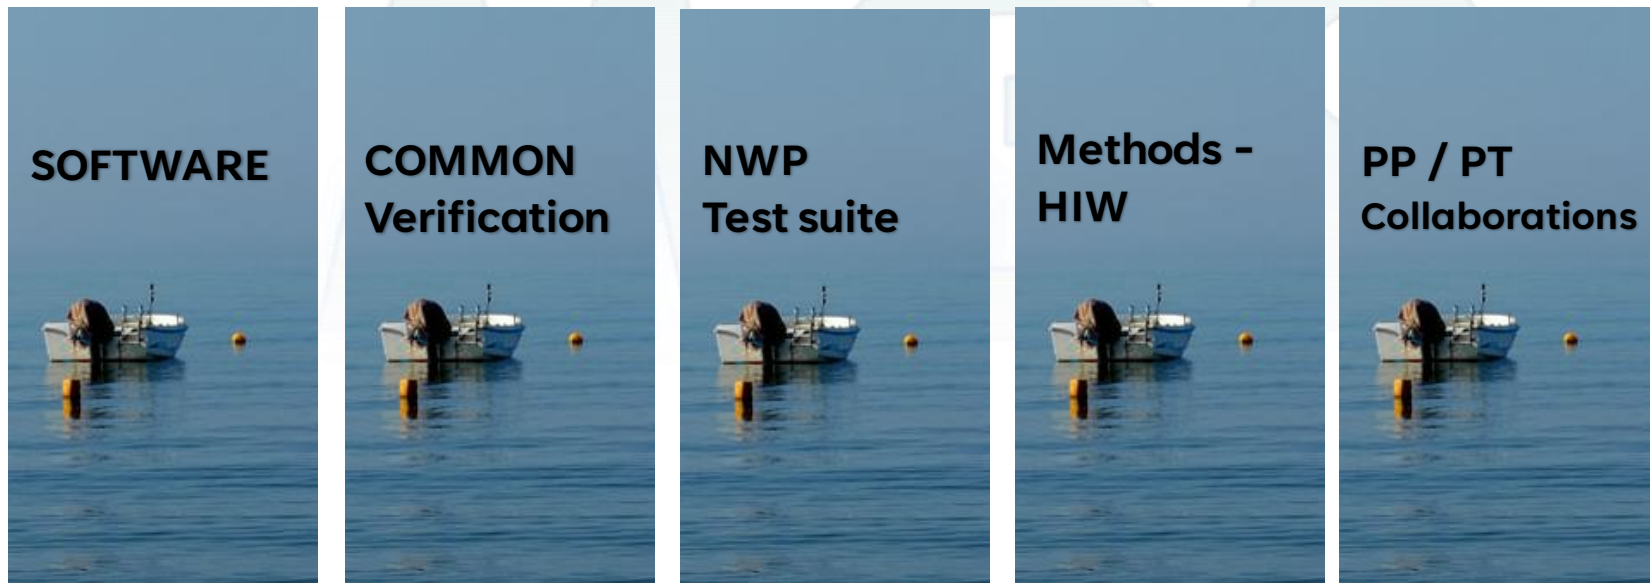 SOFTWARE
COMMON
Verification
NWP
Test suite
Methods -
HIW
PP / PT
Collaborations